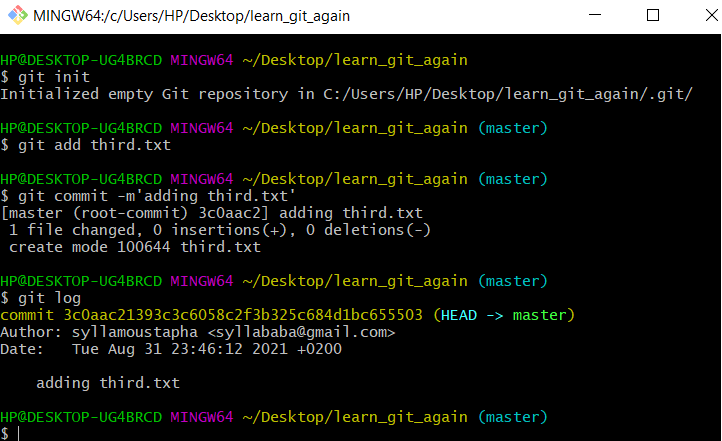 MINGW64:/c/Users/HP/Desktop/learn_git_again
HP@DESKTOP-UG4BRCD MINGW64 ~/Desktop/learn_git_again
$ git init
Initialized empty Git repository in C:/Users/HP/Desktop/learn_git_again/.git/
HP@DESKTOP-UG4BRCD MINGW64 ~/Desktop/learn_git_again (master)
$ git add third.txt
HP@DESKTOP-UG4BRCD MINGW64 ~/Desktop/learn_git_again (master)
$ git commit -m'adding third.txt'
[master (root-commit) 3c0aac2] adding third.txt
 1 file changed, 0 insertions(+), 0 deletions(-)
 create mode 100644 third.txt
HP@DESKTOP-UG4BRCD MINGW64 ~/Desktop/learn_git_again (master)
$ git log
commit 3c0aac21393c3c6058c2f3b325c684d1bc655503 (HEAD -> master)
Author: syllamoustapha <syllababa@gmail.com>
Date:   Tue Aug 31 23:46:12 2021 +0200
    adding third.txt
HP@DESKTOP-UG4BRCD MINGW64 ~/Desktop/learn_git_again (master)
$